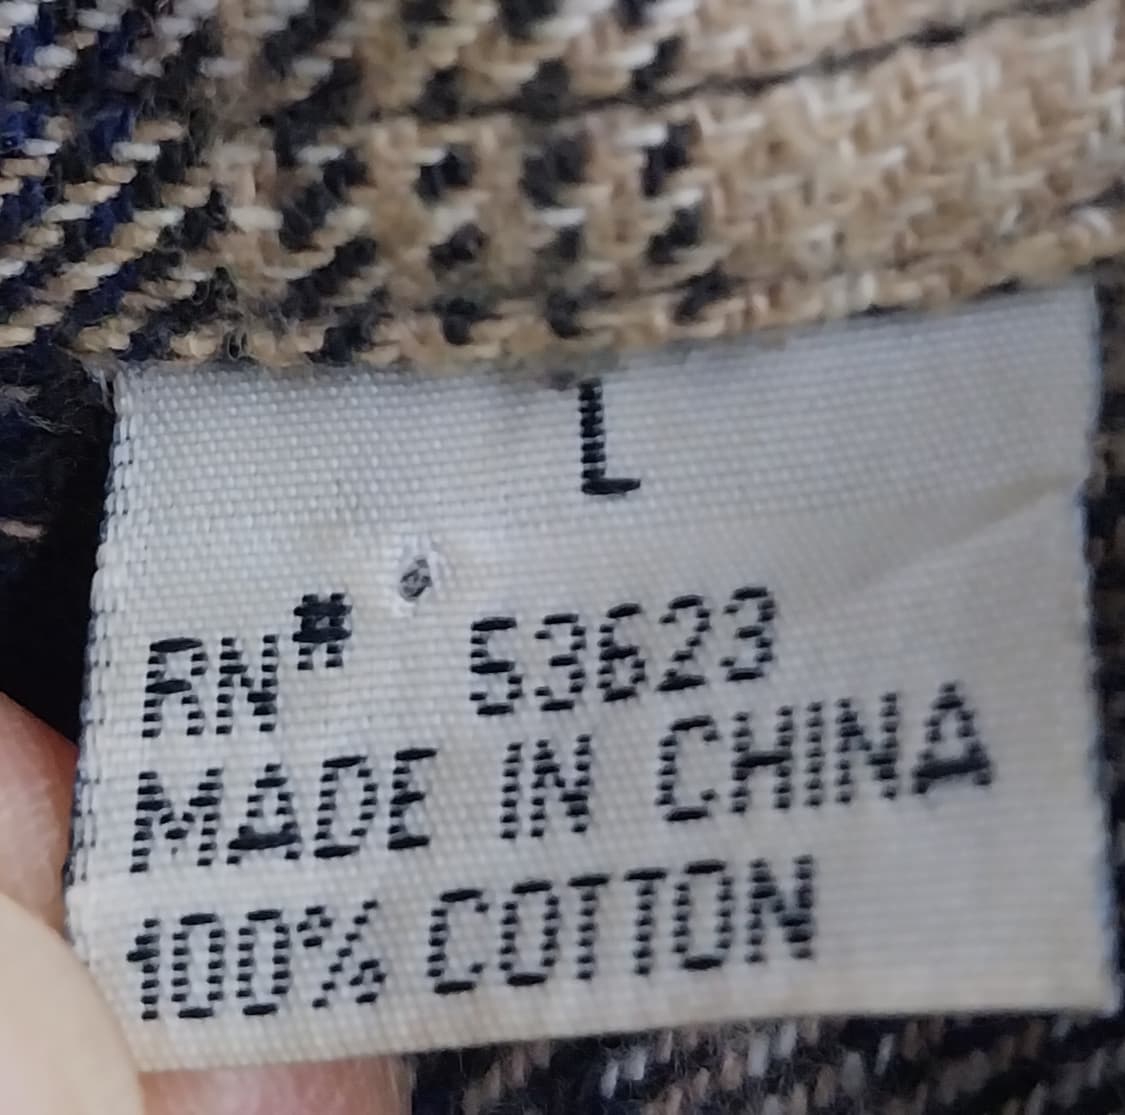 L
RN# 53623
MADE IN CHINA
100% COTTON